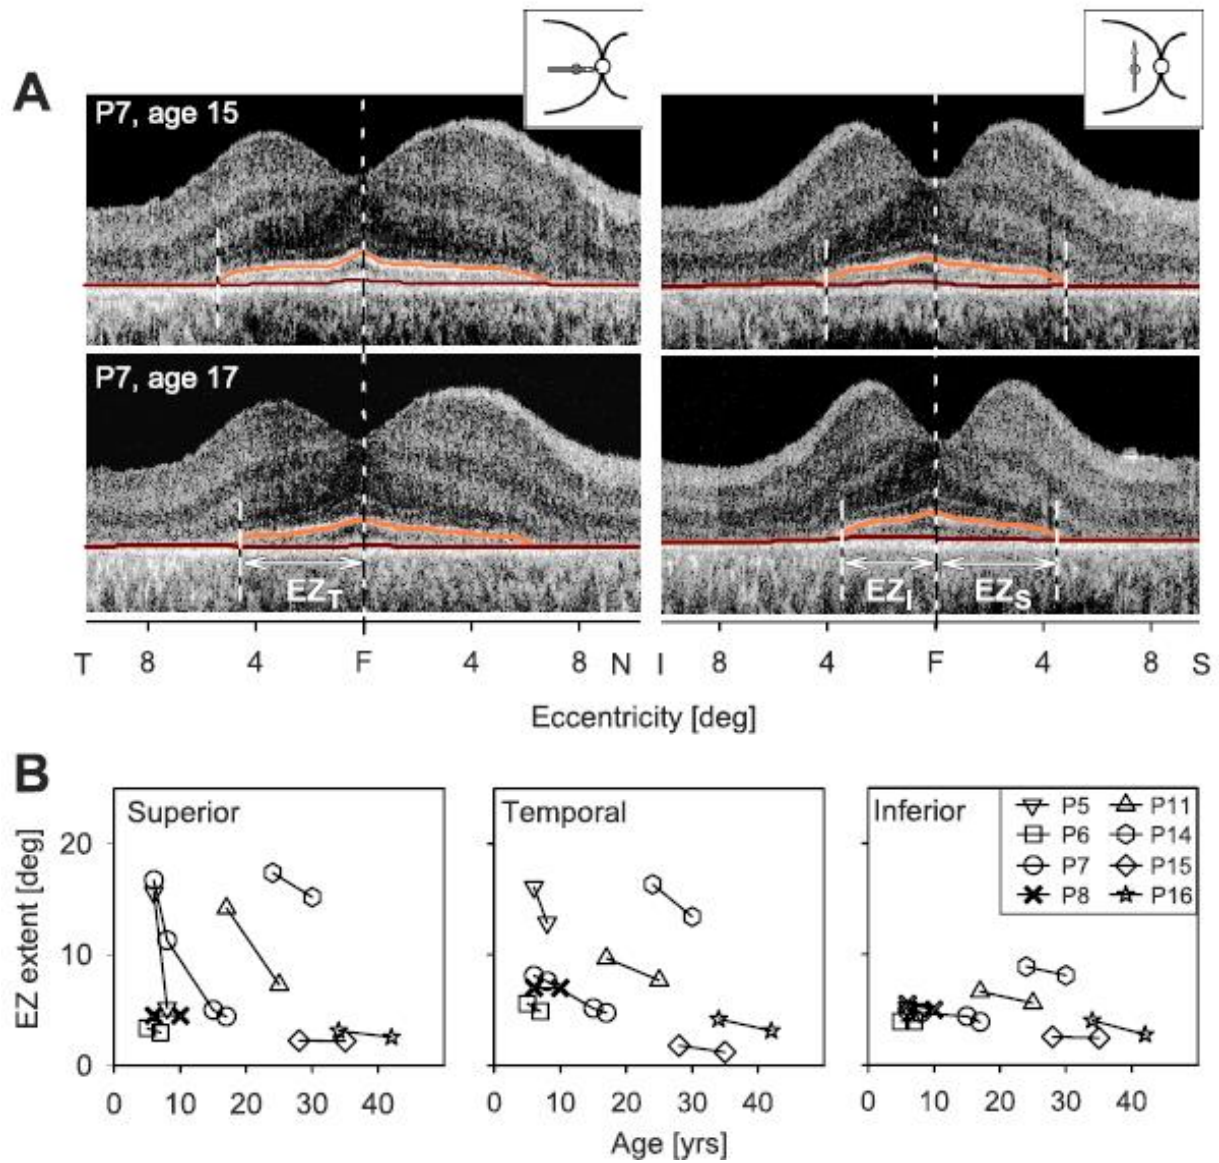 A
P7, age 15
P7, age 17
EZT
EZI
EZS
T 8 4 F 4 8 N
I 8 4 F 4 8 S
Eccentricity [deg]
B
Superior
Temporal
Inferior
P5 P11
P6 P14
P7 P15
P8 P16
EZ extent [deg]
20
10
0
0 10 20 30 40
0 10 20 30 40
0 10 20 30 40
Age [yrs]